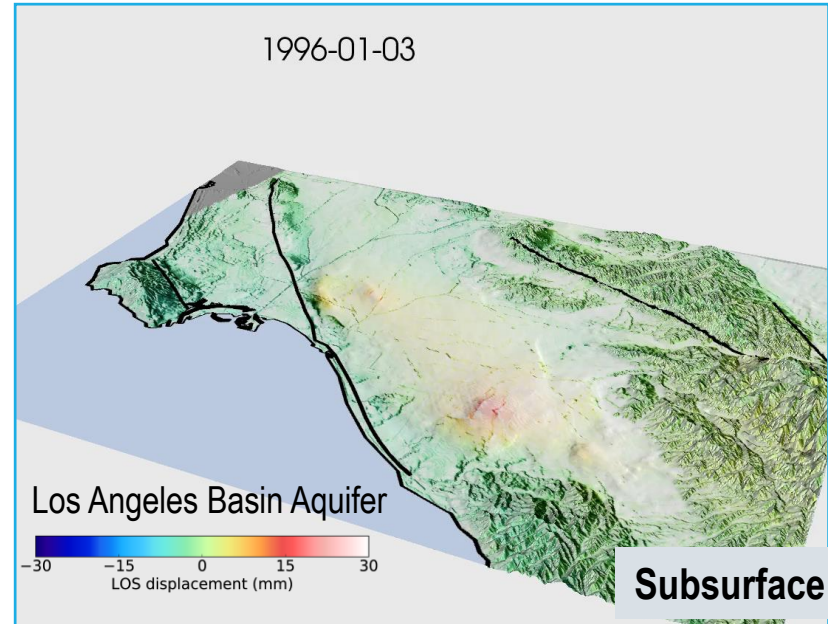 1996-01-03
Los Angeles Basin Aquifer
−30 −15 0 15 30
LOS displacement (mm)
Subsurface